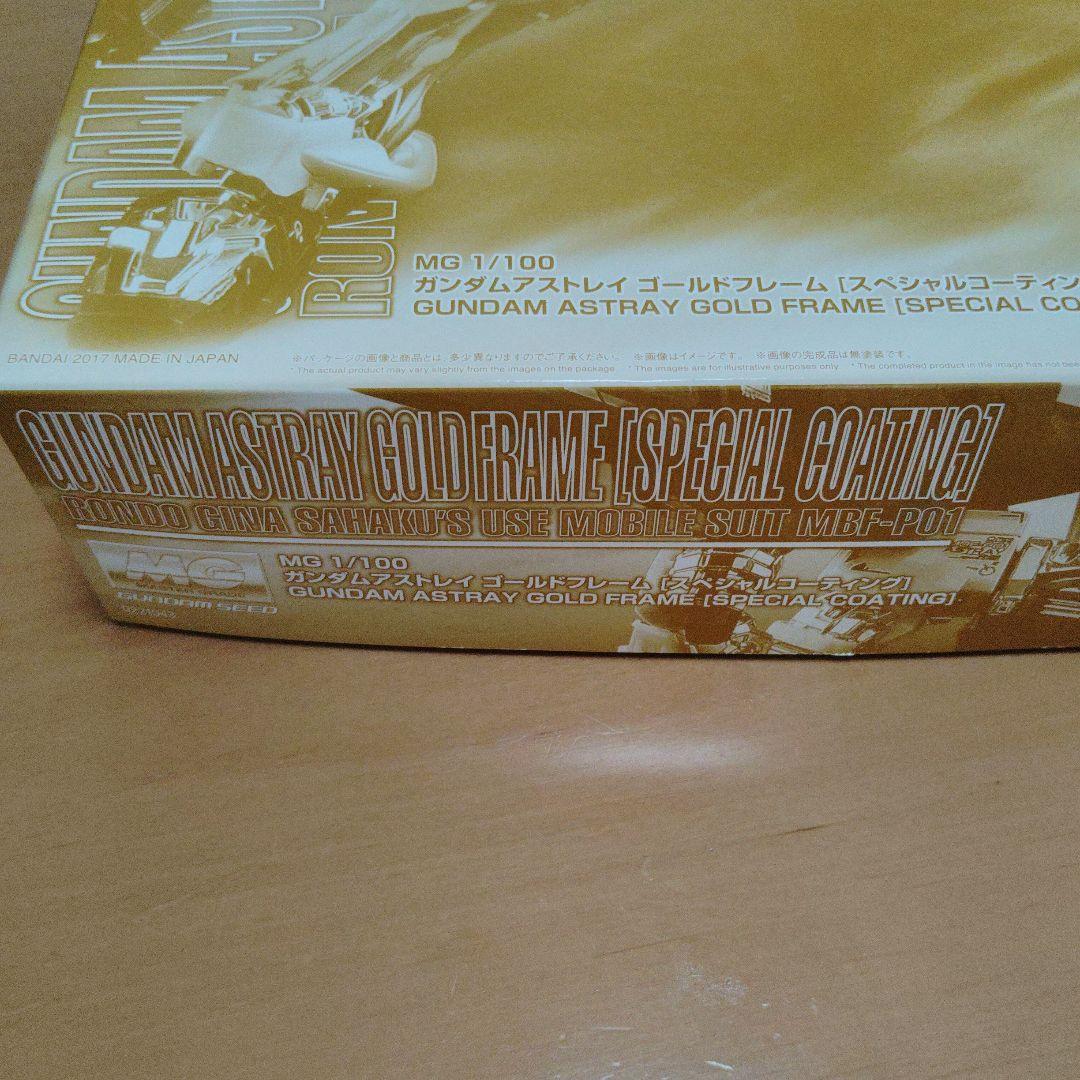 GUNDAM
RON
MG 1/100
ガンダムアストレイ ゴールドフレーム [スペシャルコーティン
GUNDAM ASTRAY GOLD FRAME [SPECIAL CO
BANDAI 2017 MADE IN JAPAN
※パッケージの画像と商品とは、多少異なりますのでご了承ください。 ※画像はイメージです。 ※画像の完成品は無塗装です。
* The actual product may vary slightly from the images on the package. * The images are for illustrative purposes only. * The completed product in the image has not been
GUNDAM ASTRAY GOLD FRAME [SPECIAL COATING]
RONDO GINA SAHAKU'S USE MOBILE SUIT MBF-P01
MG
GUNDAM SEED
MG 1/100
ガンダムアストレイ ゴールドフレーム [スペシャルコーティング]
GUNDAM ASTRAY GOLD FRAME [SPECIAL COATING]